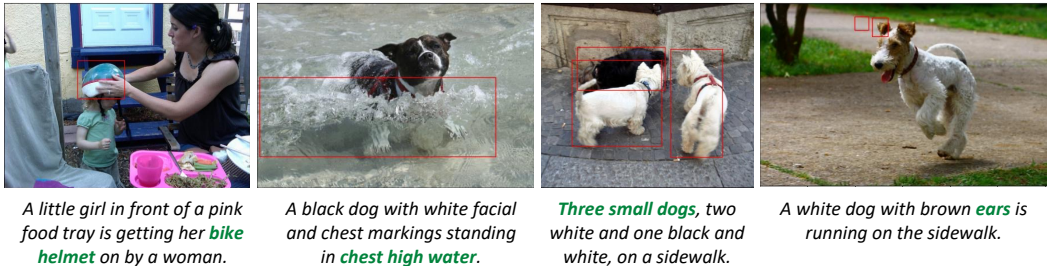 A little girl in front of a pink
food tray is getting her bike
helmet on by a woman.
A black dog with white facial
and chest markings standing
in chest high water.
Three small dogs, two
white and one black and
white, on a sidewalk.
A white dog with brown ears is
running on the sidewalk.